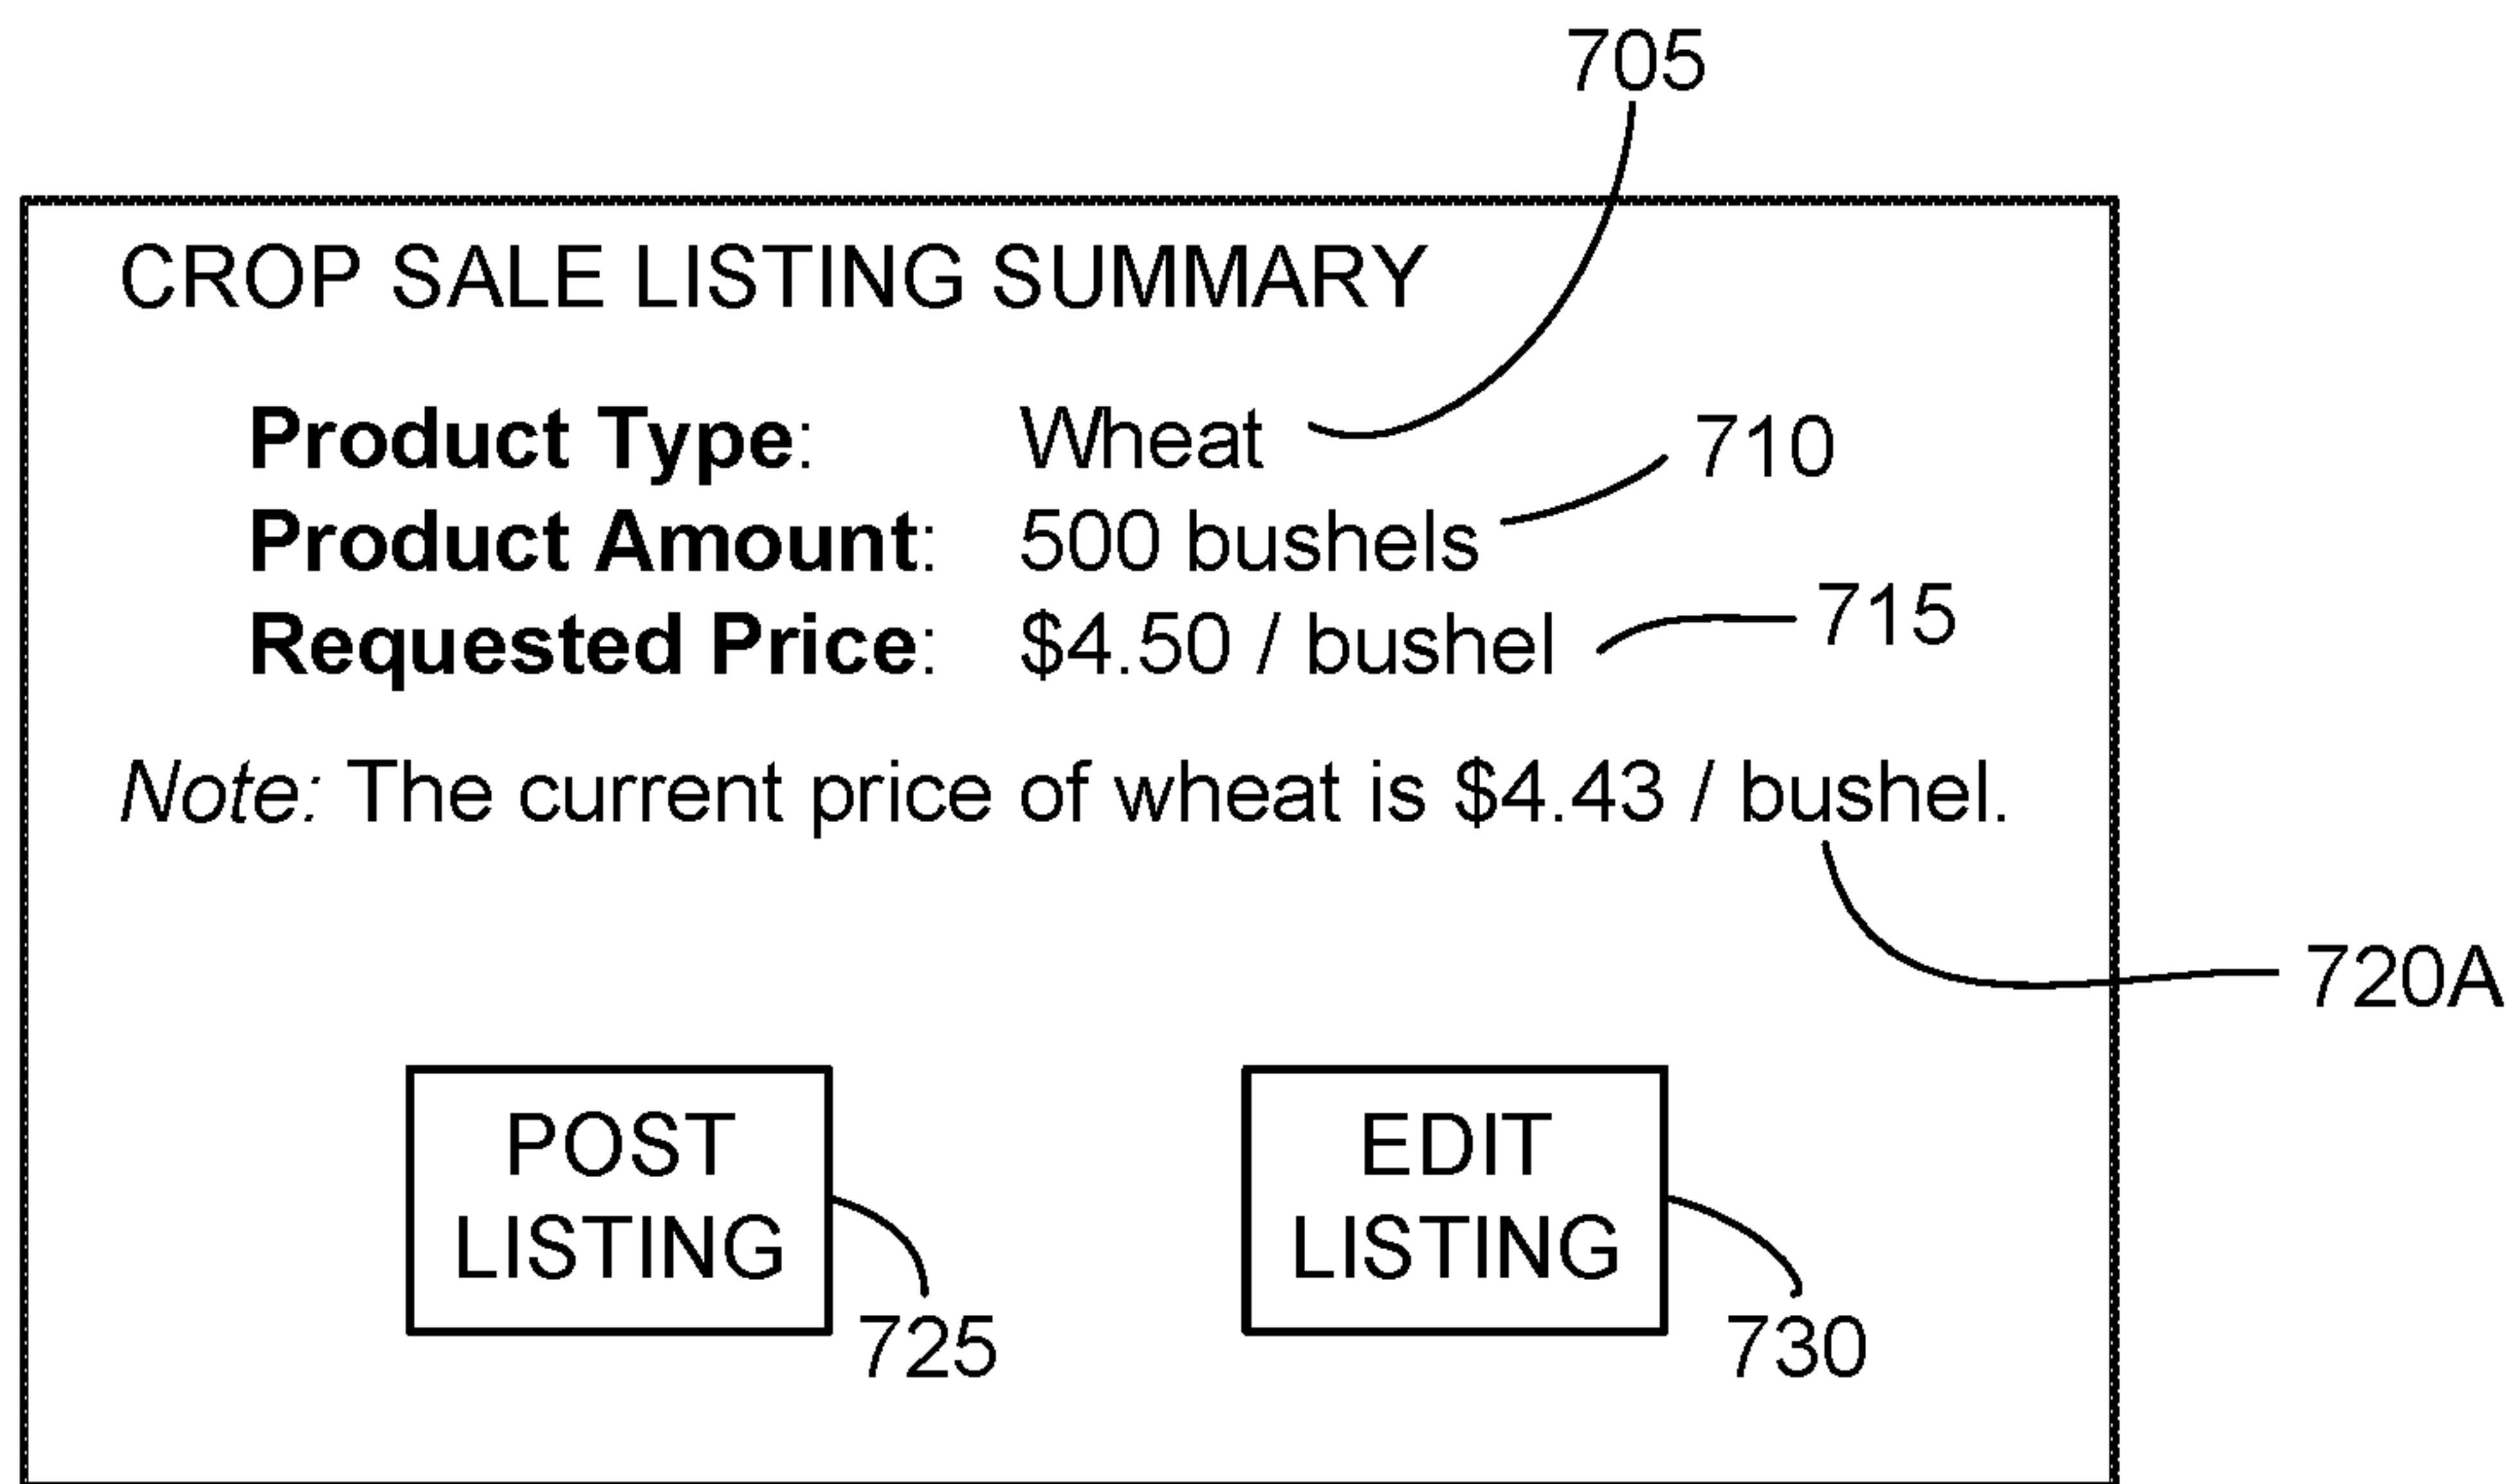 705
CROP SALE LISTING SUMMARY
Product Type: Wheat
710
Product Amount: 500 bushels
715
Requested Price: $4.50 / bushel
Note: The current price of wheat is $4.43 / bushel.
720A
POST
LISTING
725
EDIT
LISTING
730